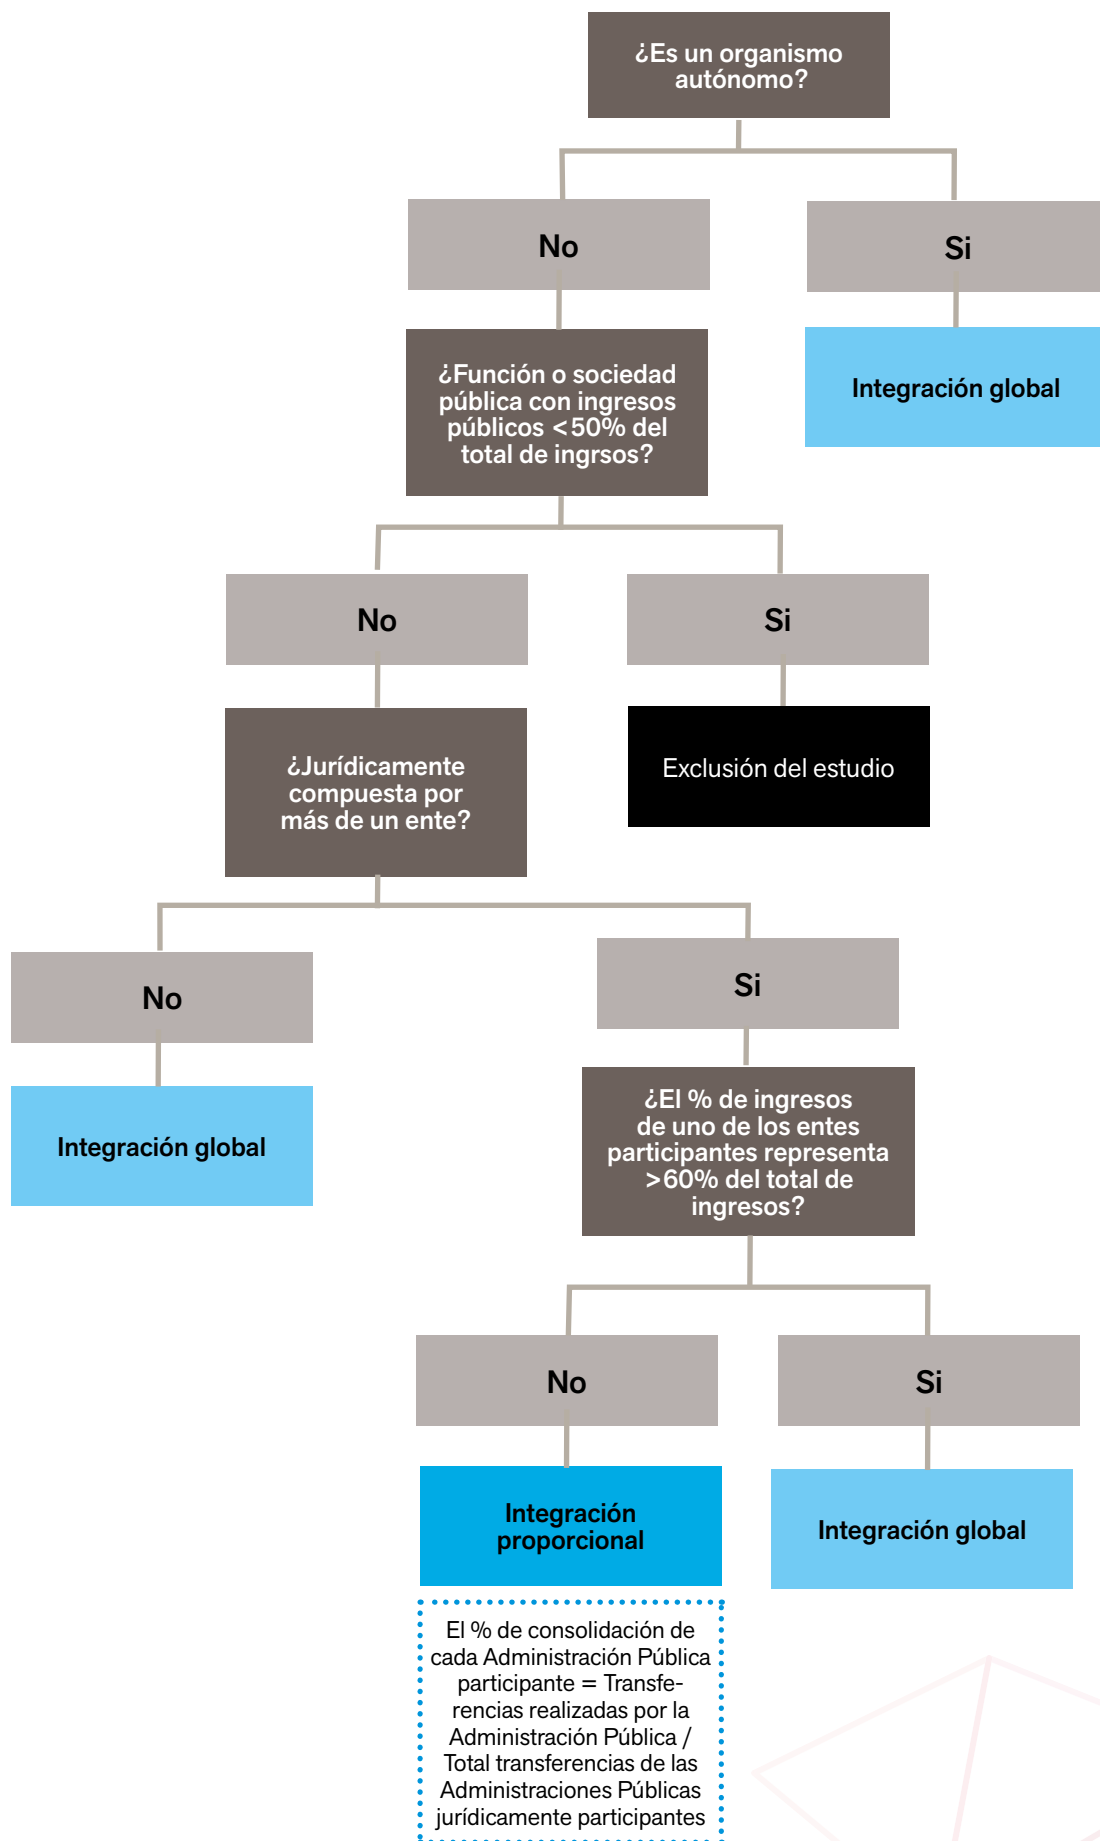 ¿Es un organismo
autónomo?
No
Si
¿Función o sociedad
pública con ingresos
públicos <50% del
total de ingrsos?
Integración global
No
Si
¿Jurídicamente
compuesta por
más de un ente?
Exclusión del estudio
No
Si
Integración global
¿El % de ingresos
de uno de los entes
participantes representa
>60% del total de
ingresos?
No
Si
Integración
proporcional
Integración global
El % de consolidación de
cada Administración Pública
participante = Transfe-
rencias realizadas por la
Administración Pública /
Total transferencias de las
Administraciones Públicas
jurídicamente participantes